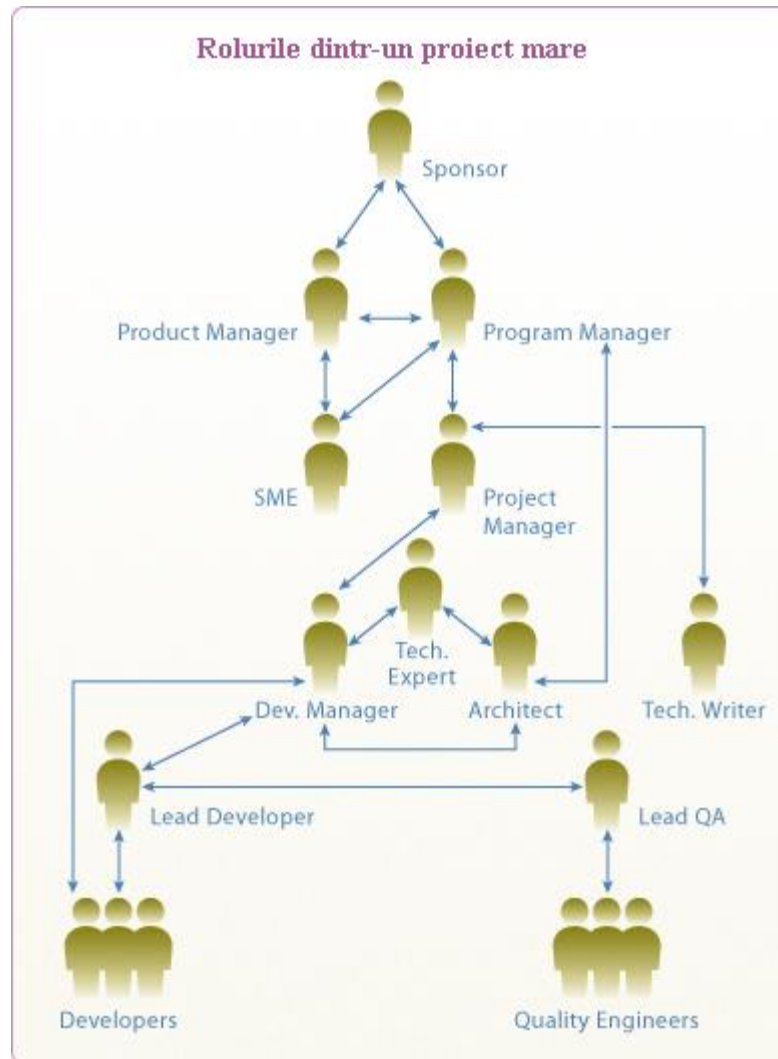 Rolurile dintr-un proiect mare
Sponsor
Product Manager
Program Manager
SME
Project
Manager
Tech.
Expert
Dev. Manager
Architect
Tech. Writer
Lead Developer
Lead QA
Developers
Quality Engineers